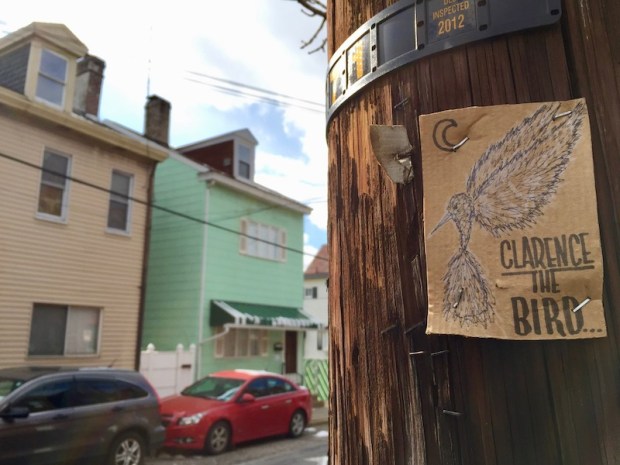 INSPECTED
2012
CLARENCE
THE
BIRD...